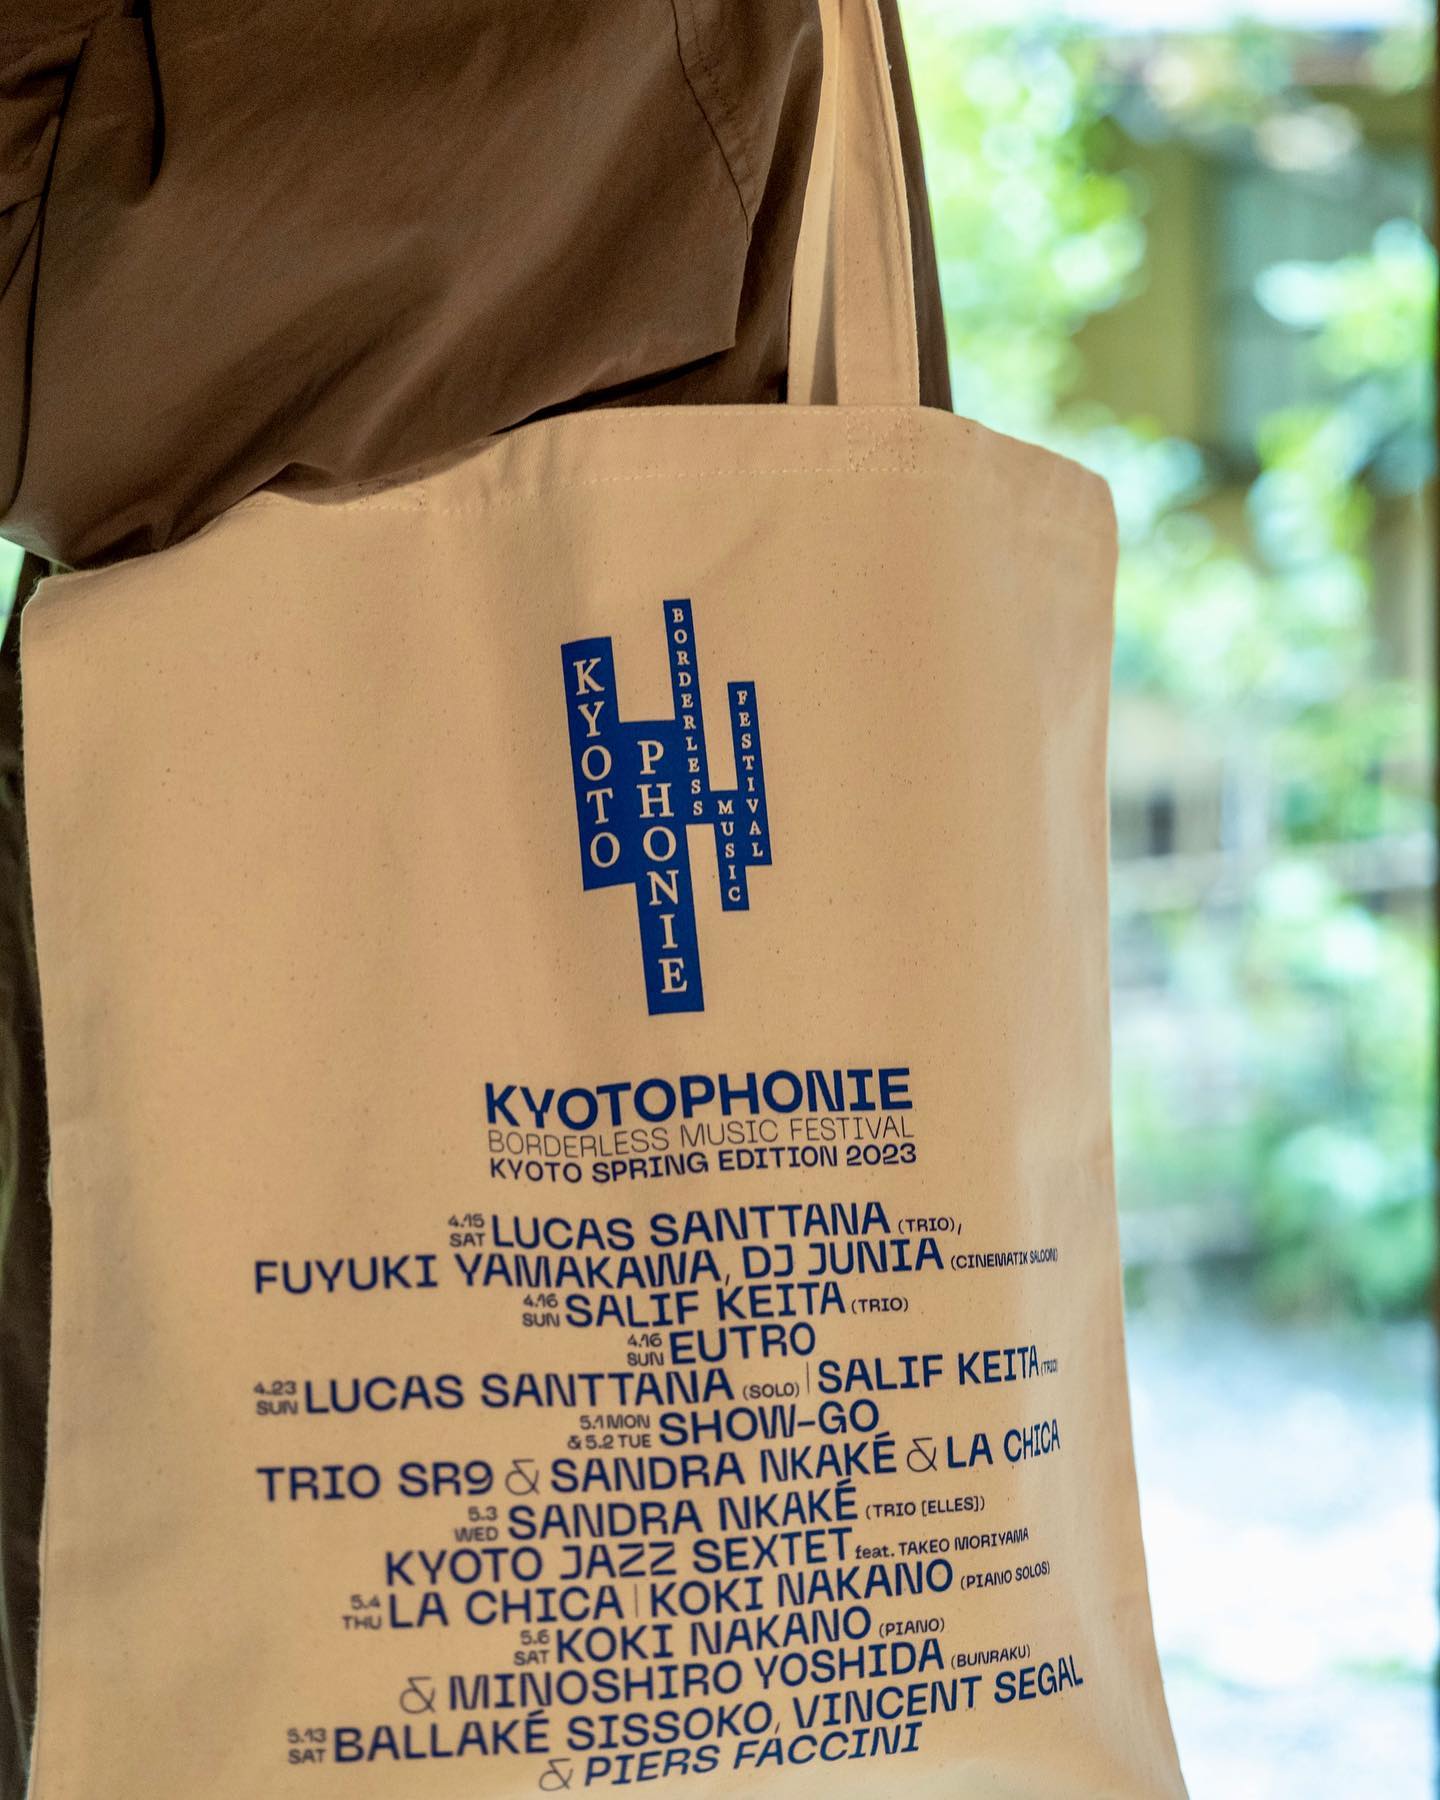 KYOTO
PHONIE
BORDERLESS
MUSIC
FESTIVAL
KYOTOPHONIE
BORDERLESS MUSIC FESTIVAL
KYOTO SPRING EDITION 2023
4.15 SAT LUCAS SANTTANA (TRIO),
FUYUKI YAMAKAWA, DJ JUNIA (CINEMATIK SALOON)
4.16 SUN SALIF KEITA (TRIO)
4.16 SUN EUTRO
4.23 SUN LUCAS SANTTANA (SOLO) | SALIF KEITA (TRIO)
5.1 MON & 5.2 TUE SHOW-GO
TRIO SR9 & SANDRA NKAKÉ & LA CHICA
5.3 WED SANDRA NKAKÉ (TRIO [ELLES])
KYOTO JAZZ SEXTET feat. TAKEO MORIYAMA
5.4 THU LA CHICA | KOKI NAKANO (PIANO SOLOS)
5.6 SAT KOKI NAKANO (PIANO)
& MINOSHIRO YOSHIDA (BUNRAKU)
5.13 SAT BALLAKÉ SISSOKO, VINCENT SEGAL
& PIERS FACCINI